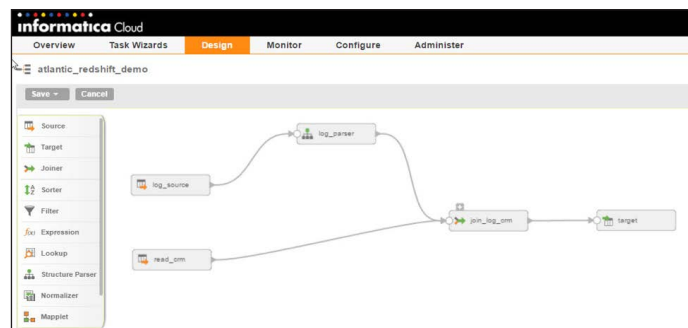 informatica Cloud
Overview Task Wizards Design Monitor Configure Administer
atlantic_redshift_demo
Save Cancel
Source
Target
Joiner
Sorter
Filter
f(x) Expression
Lookup
Structure Parser
Normalizer
Mapplet
log_parser
log_source
join_log_crm
target
read_crm